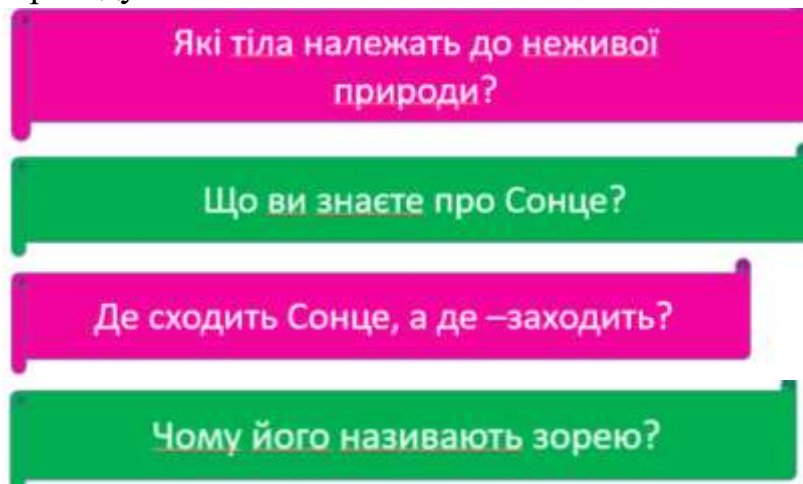 Які тіла належать до неживої
природи?
Що ви знаєте про Сонце?
Де сходить Сонце, а де –заходить?
Чому його називають зорею?